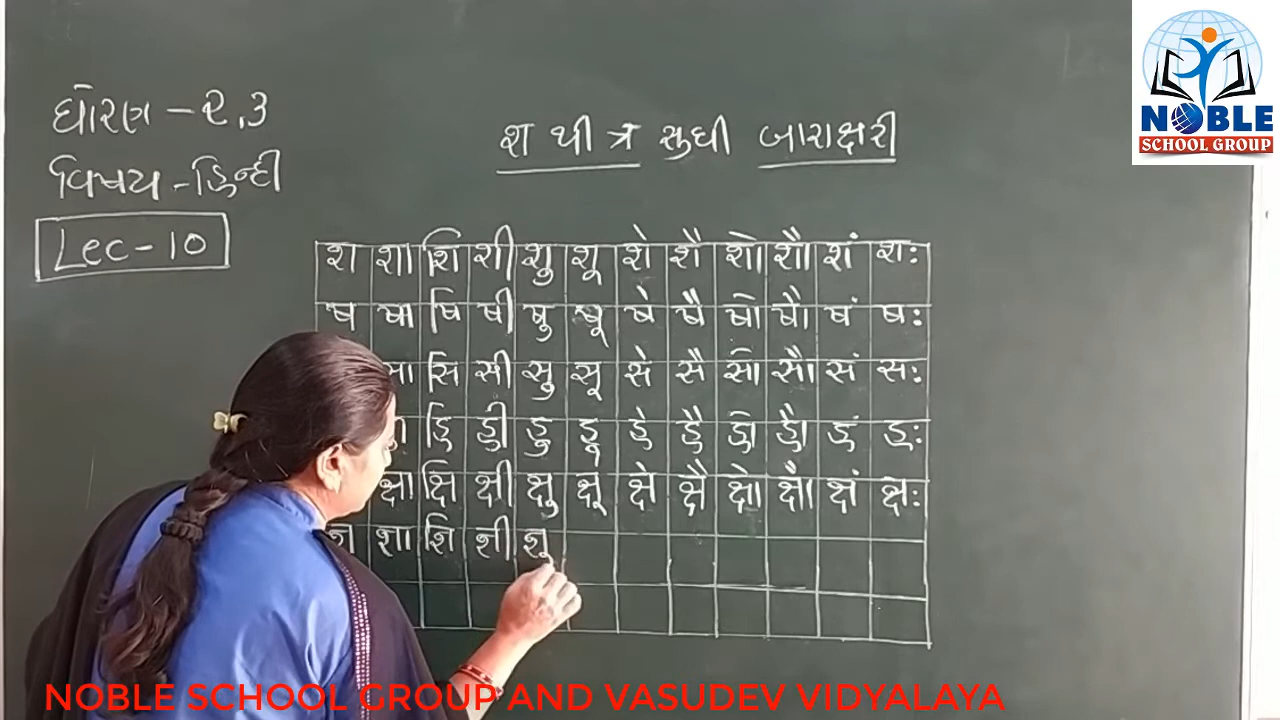 ધોરણ - ૨,૩
વિષય - હિન્દી
Lec - 10
श થી त्र સુધી બારાક્ષરી
NOBLE
SCHOOL GROUP
श शा शि शी शु शू शे शै शो शौ शं शः
ष षा षि षी षु षू षे षै षो षौ षं षः
सा सि सी सु सू से सै सो सौ सं सः
हि ही हु हू हे है हो हौ हं हः
क्षा क्षि क्षी क्षु क्षू क्षे क्षै क्षो क्षौ क्षं क्षः
ज्ञ ज्ञा ज्ञि ज्ञी
NOBLE SCHOOL GROUP AND VASUDEV VIDYALAYA